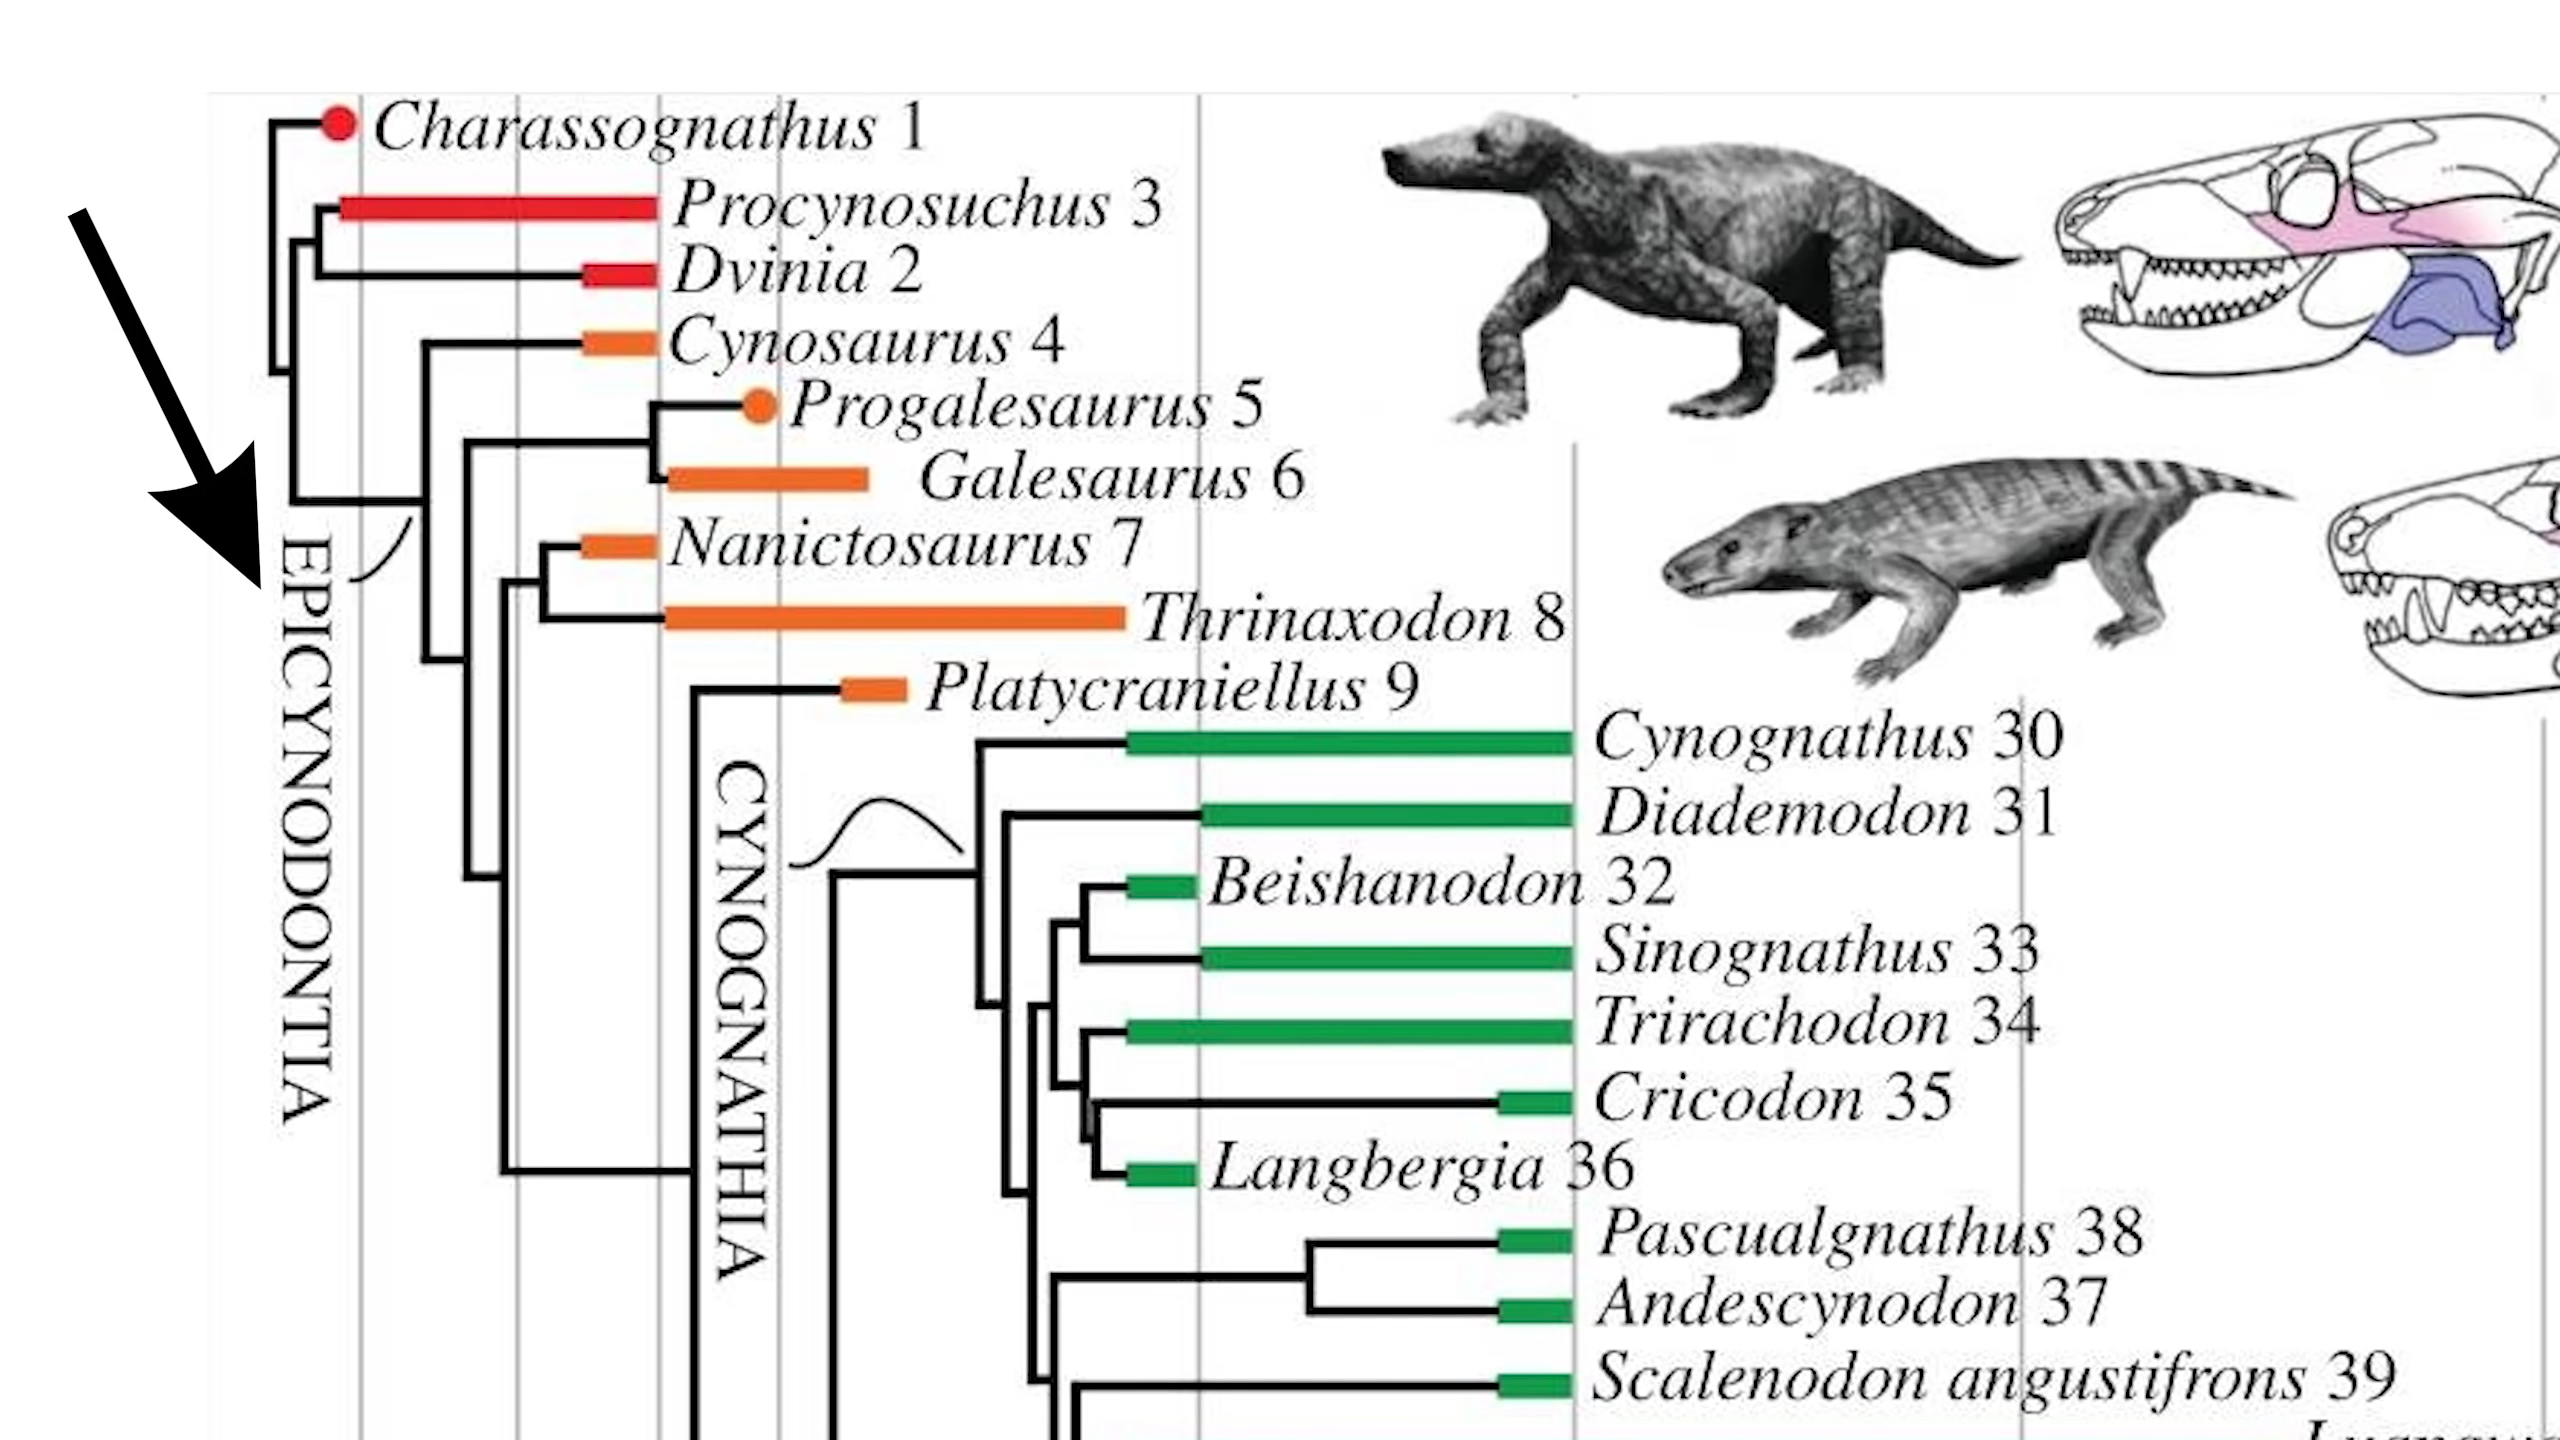 Charassognathus 1
Procynosuchus 3
Dvinia 2
Cynosaurus 4
Progalesaurus 5
Galesaurus 6
Nanictosaurus 7
Thrinaxodon 8
Platycraniellus 9
EPICYNODONTIA
CYNOGNATHIA
Cynognathus 30
Diademodon 31
Beishanodon 32
Sinognathus 33
Trirachodon 34
Cricodon 35
Langbergia 36
Pascualgnathus 38
Andescynodon 37
Scalenodon angustifrons 39